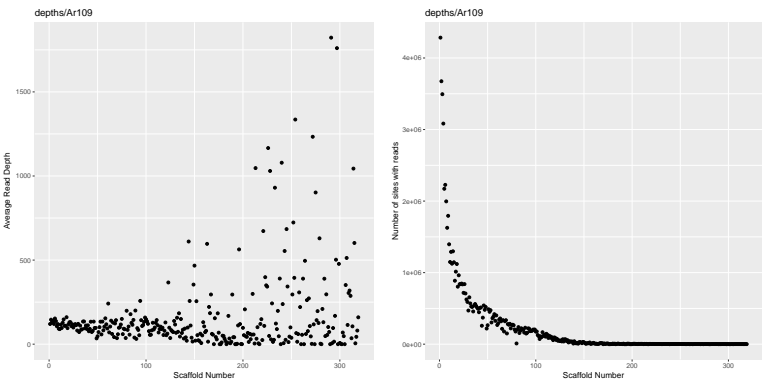 depths/Ar109
Average Read Depth
1500
1000
500
0
0
100
200
300
Scaffold Number
depths/Ar109
Number of sites with reads
4e+06
3e+06
2e+06
1e+06
0e+00
0
100
200
300
Scaffold Number